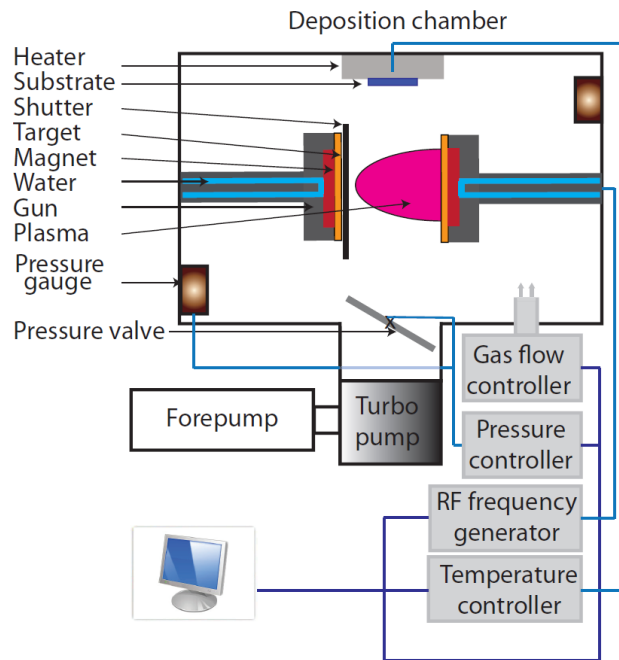 Deposition chamber
Heater
Substrate
Shutter
Target
Magnet
Water
Gun
Plasma
Pressure
gauge
Pressure valve
X
Gas flow
controller
Forepump
Turbo
pump
Pressure
controller
RF frequency
generator
Temperature
controller